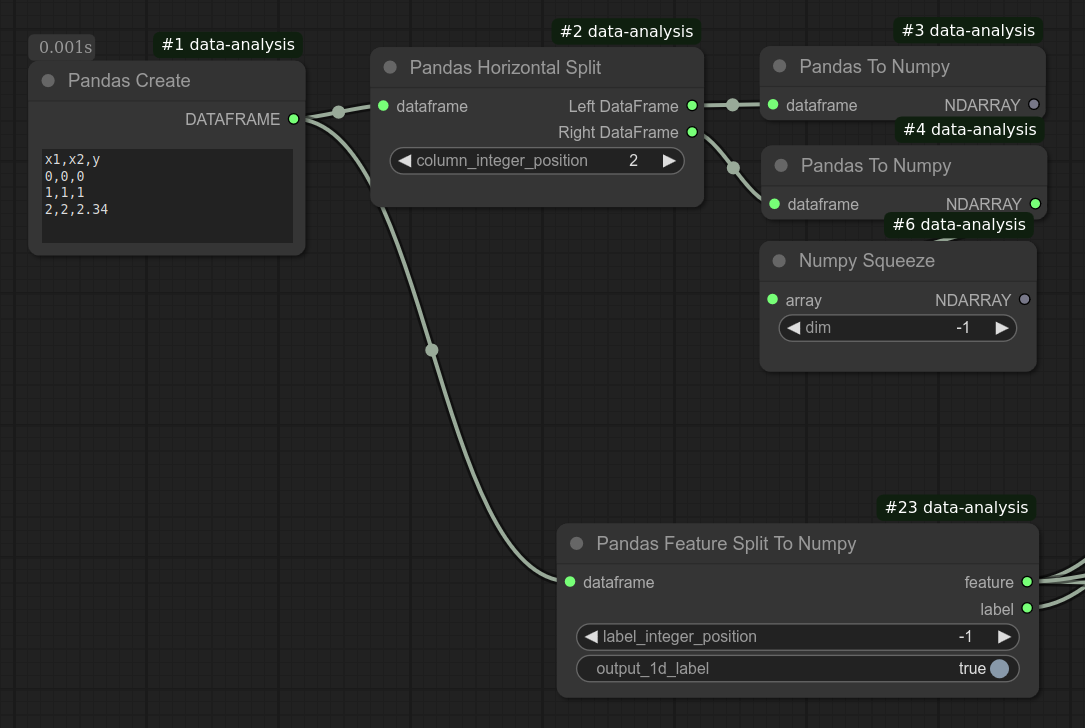 0.001s
#1 data-analysis
Pandas Create
DATAFRAME
x1,x2,y
0,0,0
1,1,1
2,2,2.34
#2 data-analysis
Pandas Horizontal Split
dataframe
Left DataFrame
Right DataFrame
column_integer_position 2
#3 data-analysis
Pandas To Numpy
dataframe NDARRAY
#4 data-analysis
Pandas To Numpy
dataframe NDARRAY
#6 data-analysis
Numpy Squeeze
array NDARRAY
dim -1
#23 data-analysis
Pandas Feature Split To Numpy
dataframe feature
label
label_integer_position -1
output_1d_label true